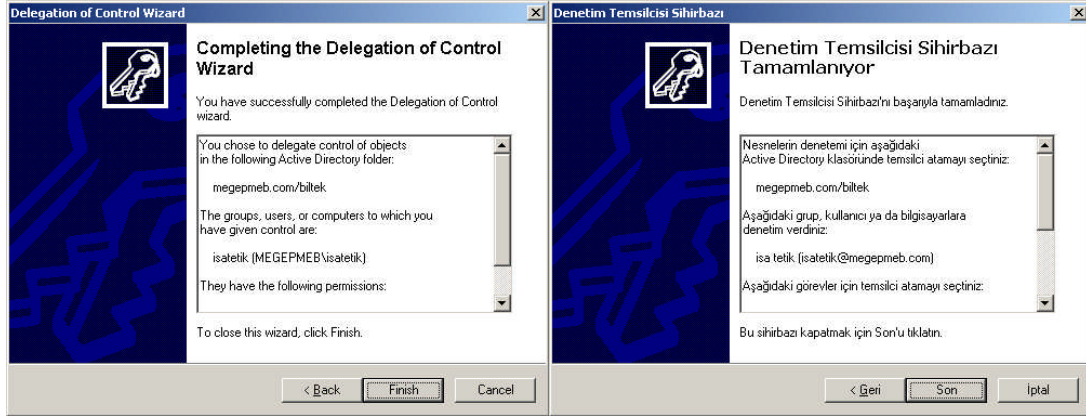 Delegation of Control Wizard
Completing the Delegation of Control
Wizard
You have successfully completed the Delegation of Control
wizard.
You chose to delegate control of objects
in the following Active Directory folder:
megepmeb.com/biltek
The groups, users, or computers to which you
have given control are:
isatetik (MEGEPMEB\isatetik)
They have the following permissions:
To close this wizard, click Finish.
< Back
Finish
Cancel
Denetim Temsilcisi Sihirbazı
Denetim Temsilcisi Sihirbazı
Tamamlanıyor
Denetim Temsilcisi Sihirbazı'nı başarıyla tamamladınız.
Nesnelerin denetimi için aşağıdaki
Active Directory klasöründe temsilci atamayı seçtiniz:
megepmeb.com/biltek
Aşağıdaki grup, kullanıcı ya da bilgisayarlara
denetim verdiniz:
isa tetik (isatetik@megepmeb.com)
Aşağıdaki görevler için temsilci atamayı seçtiniz:
Bu sihirbazı kapatmak için Son'u tıklatın.
< Geri
Son
İptal